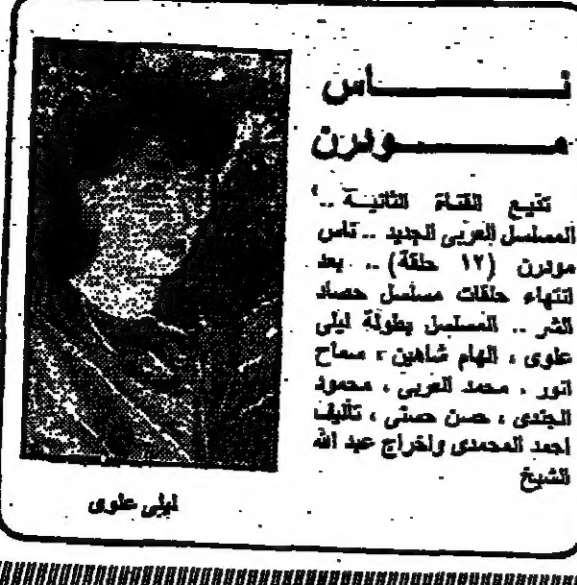 نــاس
مــودرن
تذيع القناة الثانية ..
المسلسل العربى الجديد .. ناس
مودرن (١٢ حلقة) .. بعد
انتهاء حلقات مسلسل حصاد
الشر .. المسلسل بطولة ليلى
علوى ، الهام شاهين ، سماح
انور ، محمد العربى ، محمود
الجندى ، حسن حسنى ، تأليف
احمد المحمدى واخراج عبد الله
الشيخ
ليلى علوى